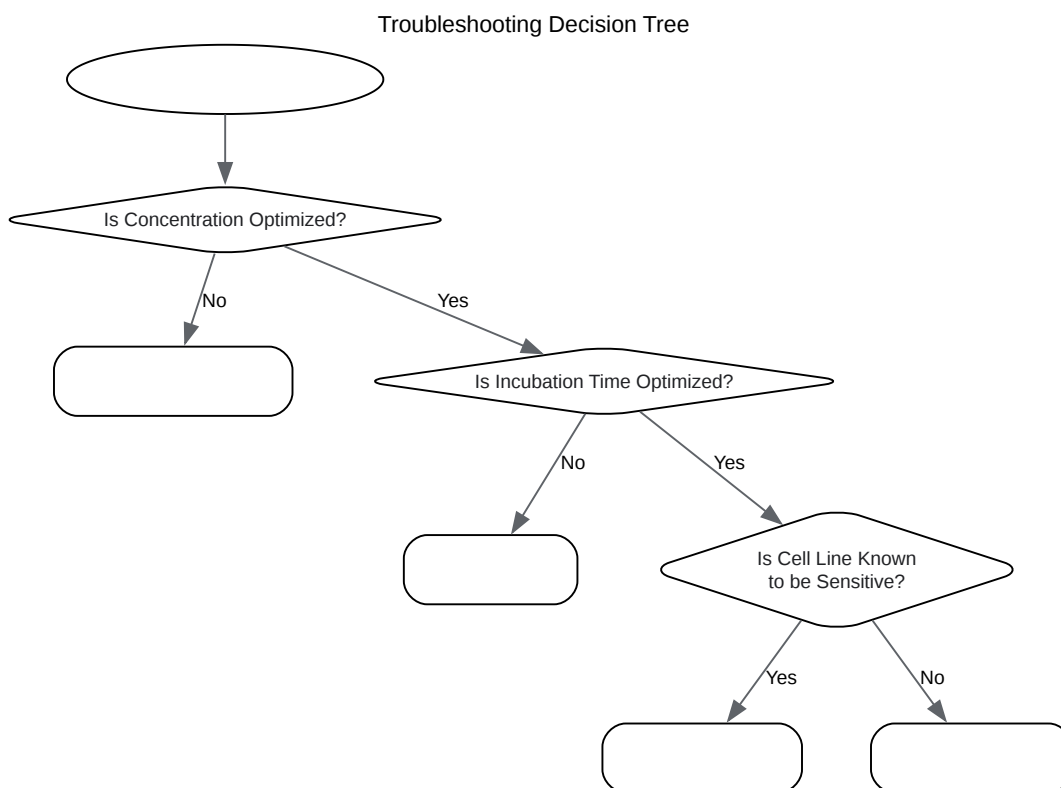 Troubleshooting Decision Tree
Is Concentration Optimized?
No
Yes
Is Incubation Time Optimized?
No
Yes
Is Cell Line Known
to be Sensitive?
Yes
No